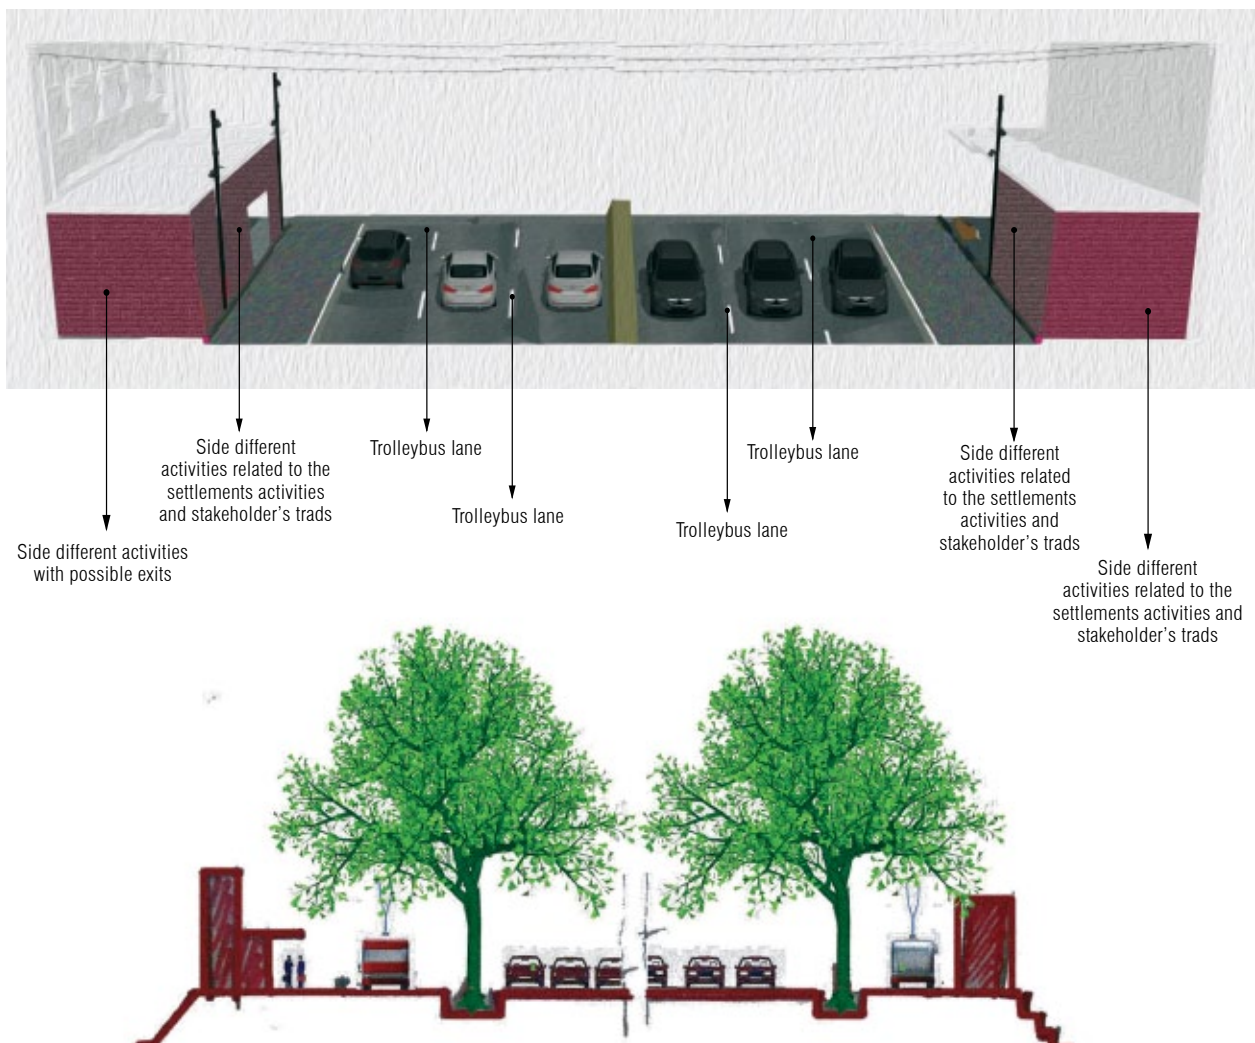 Side different
activities related to the
settlements activities
and stakeholder's trads
Trolleybus lane
Trolleybus lane
Trolleybus lane
Trolleybus lane
Side different
activities related
to the settlements
activities and
stakeholder's trads
Side different activities
with possible exits
Side different
activities related to the
settlements activities and
stakeholder's trads